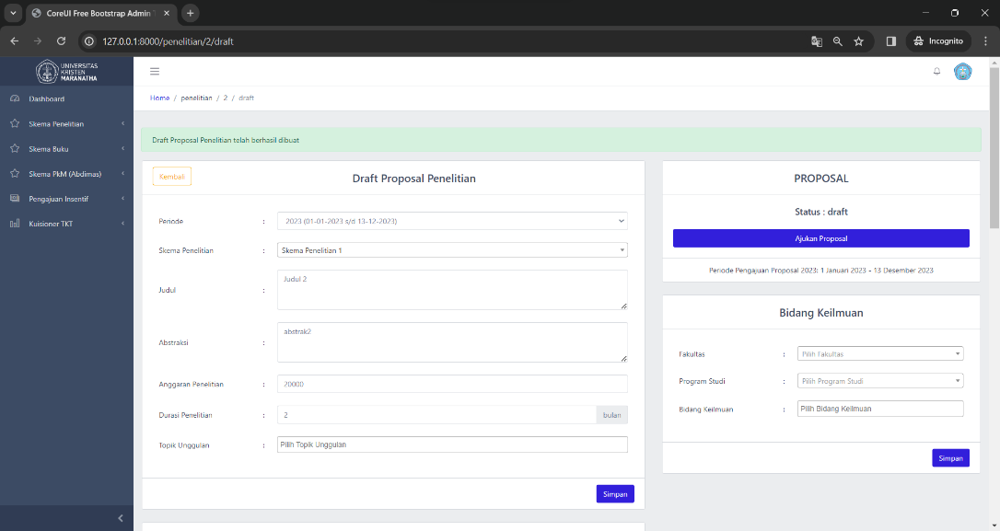 CoreUI Free Bootstrap Admin
127.0.0.1:8000/penelitian/2/draft
Incognito
UNIVERSITAS
KRISTEN
MARANATHA
Dashboard
Skema Penelitian
Skema Buku
Skema PkM (Abdimas)
Pengajuan Insentif
Kuisioner TKT
Home / penelitian / 2 / draft
Draft Proposal Penelitian telah berhasil dibuat
Kembali
Draft Proposal Penelitian
Periode : 2023 (01-01-2023 s/d 13-12-2023)
Skema Penelitian : Skema Penelitian 1
Judul : Judul 2
Abstraksi : abstrak2
Anggaran Penelitian : 20000
Durasi Penelitian : 2 bulan
Topik Unggulan : Pilih Topik Unggulan
Simpan
PROPOSAL
Status : draft
Ajukan Proposal
Periode Pengajuan Proposal 2023: 1 Januari 2023 - 13 Desember 2023
Bidang Keilmuan
Fakultas : Pilih Fakultas
Program Studi : Pilih Program Studi
Bidang Keilmuan : Pilih Bidang Keilmuan
Simpan